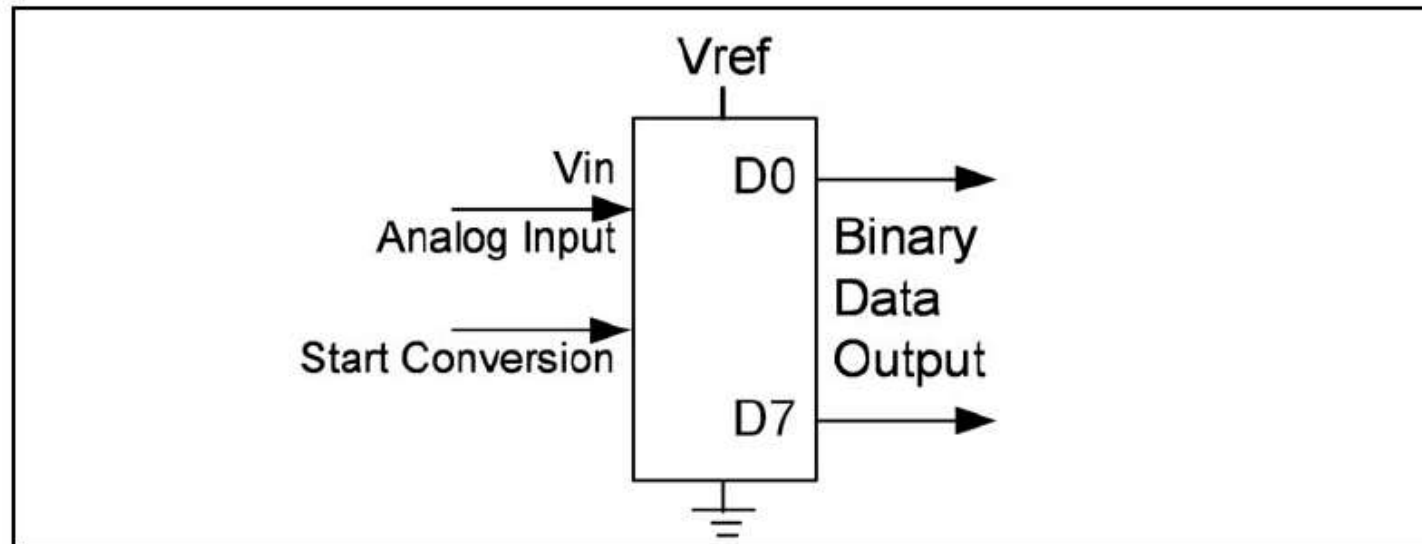 Vref
Vin
Analog Input
Start Conversion
D0
D7
Binary
Data
Output